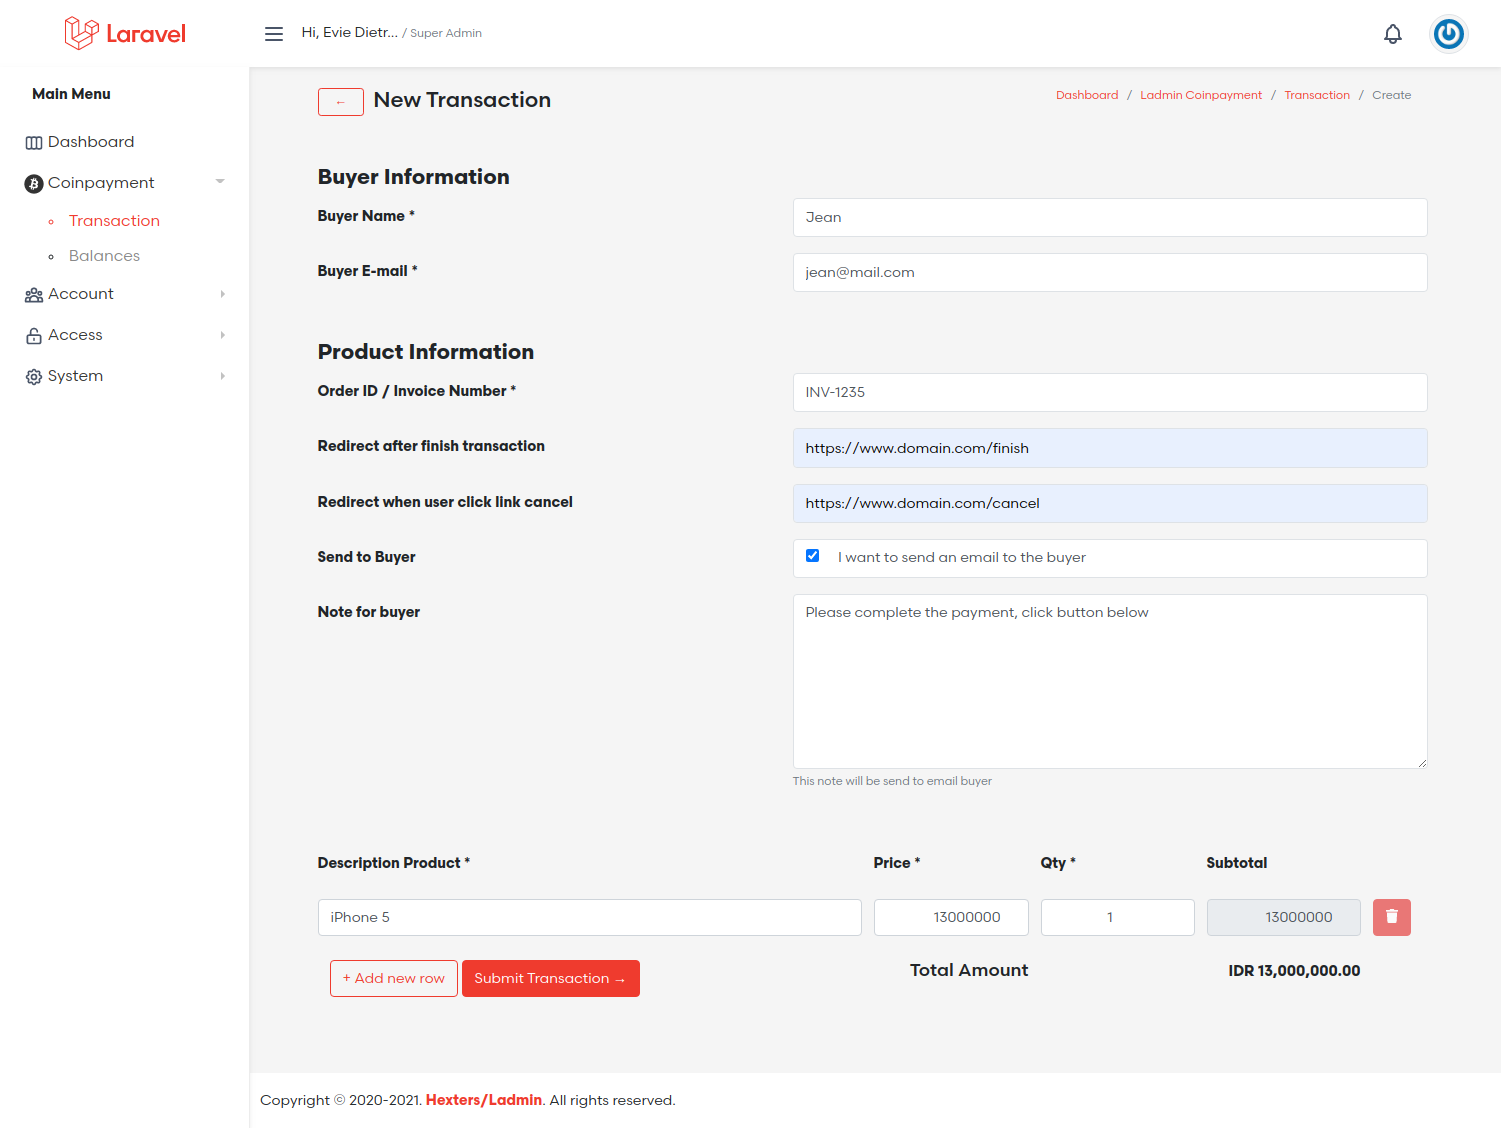 Laravel
Hi, Evie Dietr... / Super Admin
Main Menu
Dashboard
Coinpayment
Transaction
Balances
Account
Access
System
← New Transaction
Dashboard / Ladmin Coinpayment / Transaction / Create
Buyer Information
Buyer Name * Jean
Buyer E-mail * jean@mail.com
Product Information
Order ID / Invoice Number * INV-1235
Redirect after finish transaction https://www.domain.com/finish
Redirect when user click link cancel https://www.domain.com/cancel
Send to Buyer I want to send an email to the buyer
Note for buyer Please complete the payment, click button below
This note will be send to email buyer
Description Product * Price * Qty * Subtotal
iPhone 5 13000000 1 13000000
+ Add new row Submit Transaction → Total Amount IDR 13,000,000.00
Copyright © 2020-2021. Hexters/Ladmin. All rights reserved.